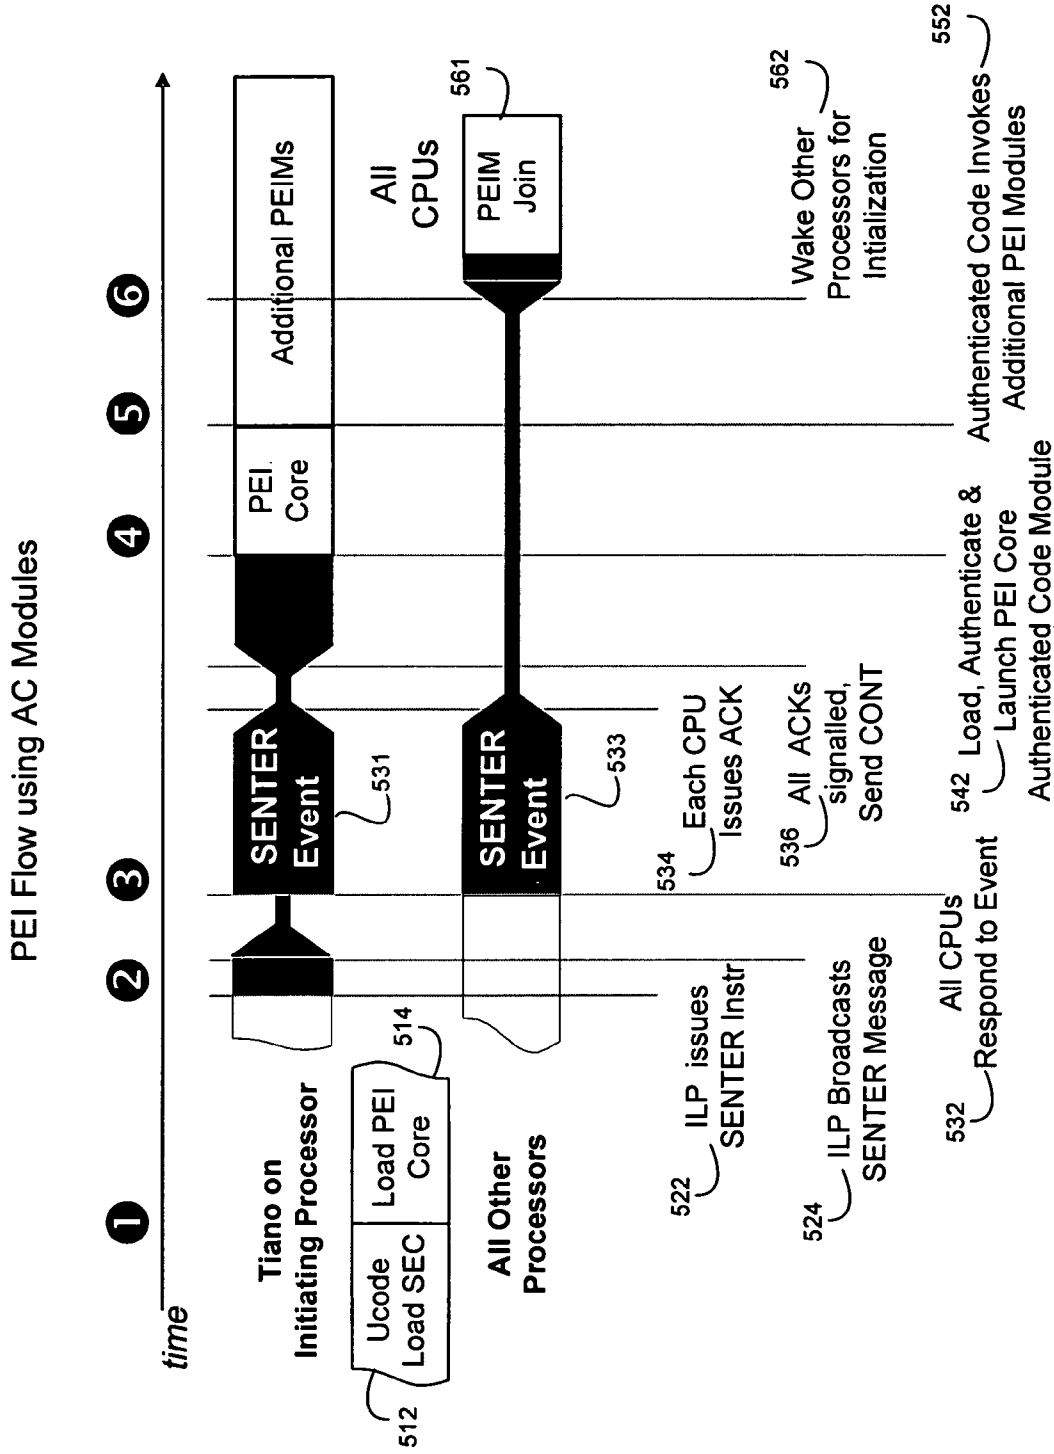 PEI Flow using AC Modules
1
2
3
4
5
6
time
Tiano on
Initiating Processor
SENTER
Event
531
PEI
Core
Additional PEIMs
Ucode
Load SEC
512
Load PEI
Core
514
All
CPUs
All Other
Processors
SENTER
Event
533
PEIM
Join
561
522
ILP issues
SENTER Instr
524
ILP Broadcasts
SENTER Message
532
All CPUs
Respond to Event
534
Each CPU
Issues ACK
536
All ACKs
signalled,
Send CONT
542
Load, Authenticate &
Launch PEI Core
Authenticated Code Module
552
Authenticated Code Invokes
Additional PEI Modules
562
Wake Other
Processors for
Intialization